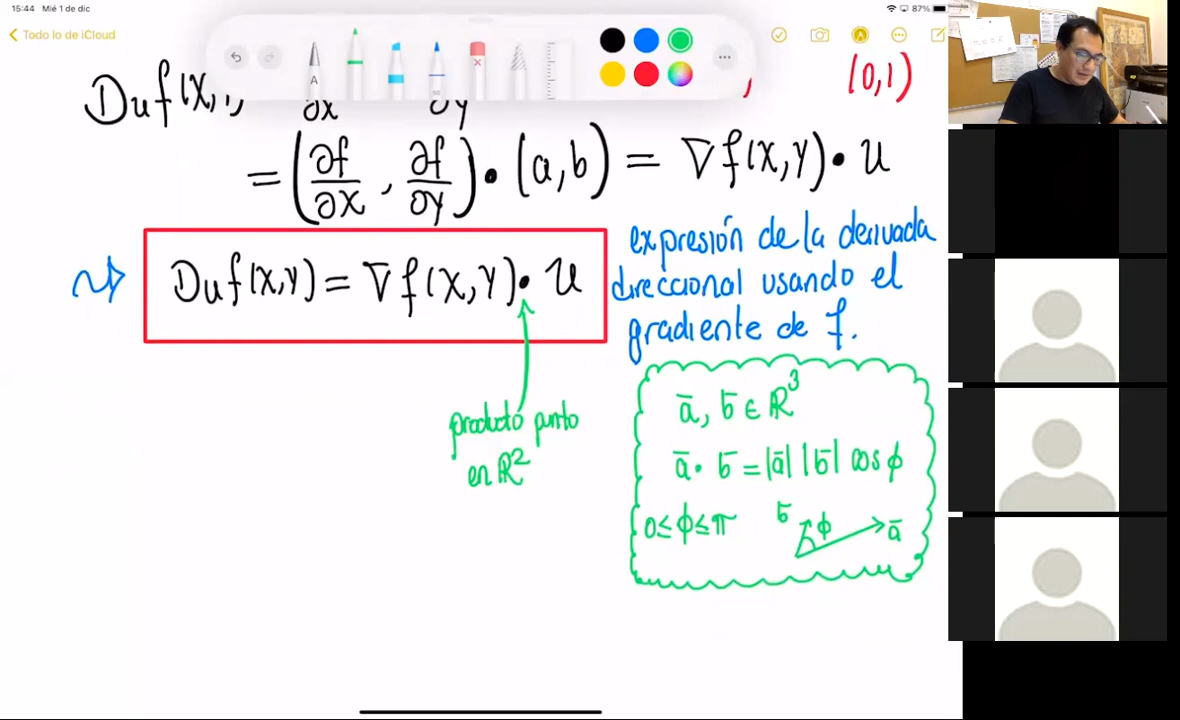 15:44 Mié 1 de dic
87%
Todo lo de iCloud
A
Duf(x,
∂x ∂y
, (0,1)
= (∂f/∂x , ∂f/∂y) • (a,b) = ∇f(x,y) • u
Duf(x,y) = ∇f(x,y) • u
expresión de la derivada
direccional usando el
gradiente de f.
producto punto
en ℝ²
ā, b̄ ∈ ℝ³
ā • b̄ = |ā| |b̄| cos ϕ
0 ≤ ϕ ≤ π
b̄ ϕ ā